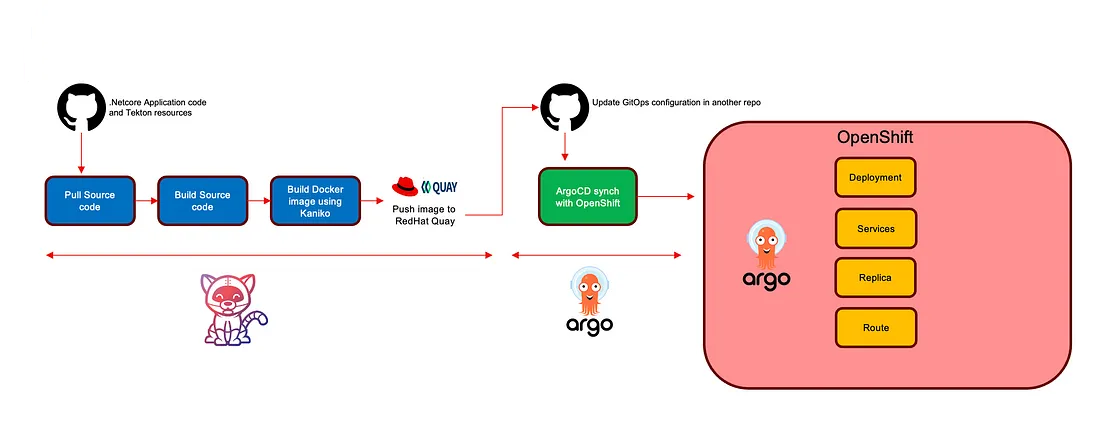 .Netcore Application code
and Tekton resources
Update GitOps configuration in another repo
OpenShift
Pull Source
code
Build Source
code
Build Docker
image using
Kaniko
QUAY
Push image to
RedHat Quay
ArgoCD synch
with OpenShift
Deployment
Services
Replica
Route
argo
argo